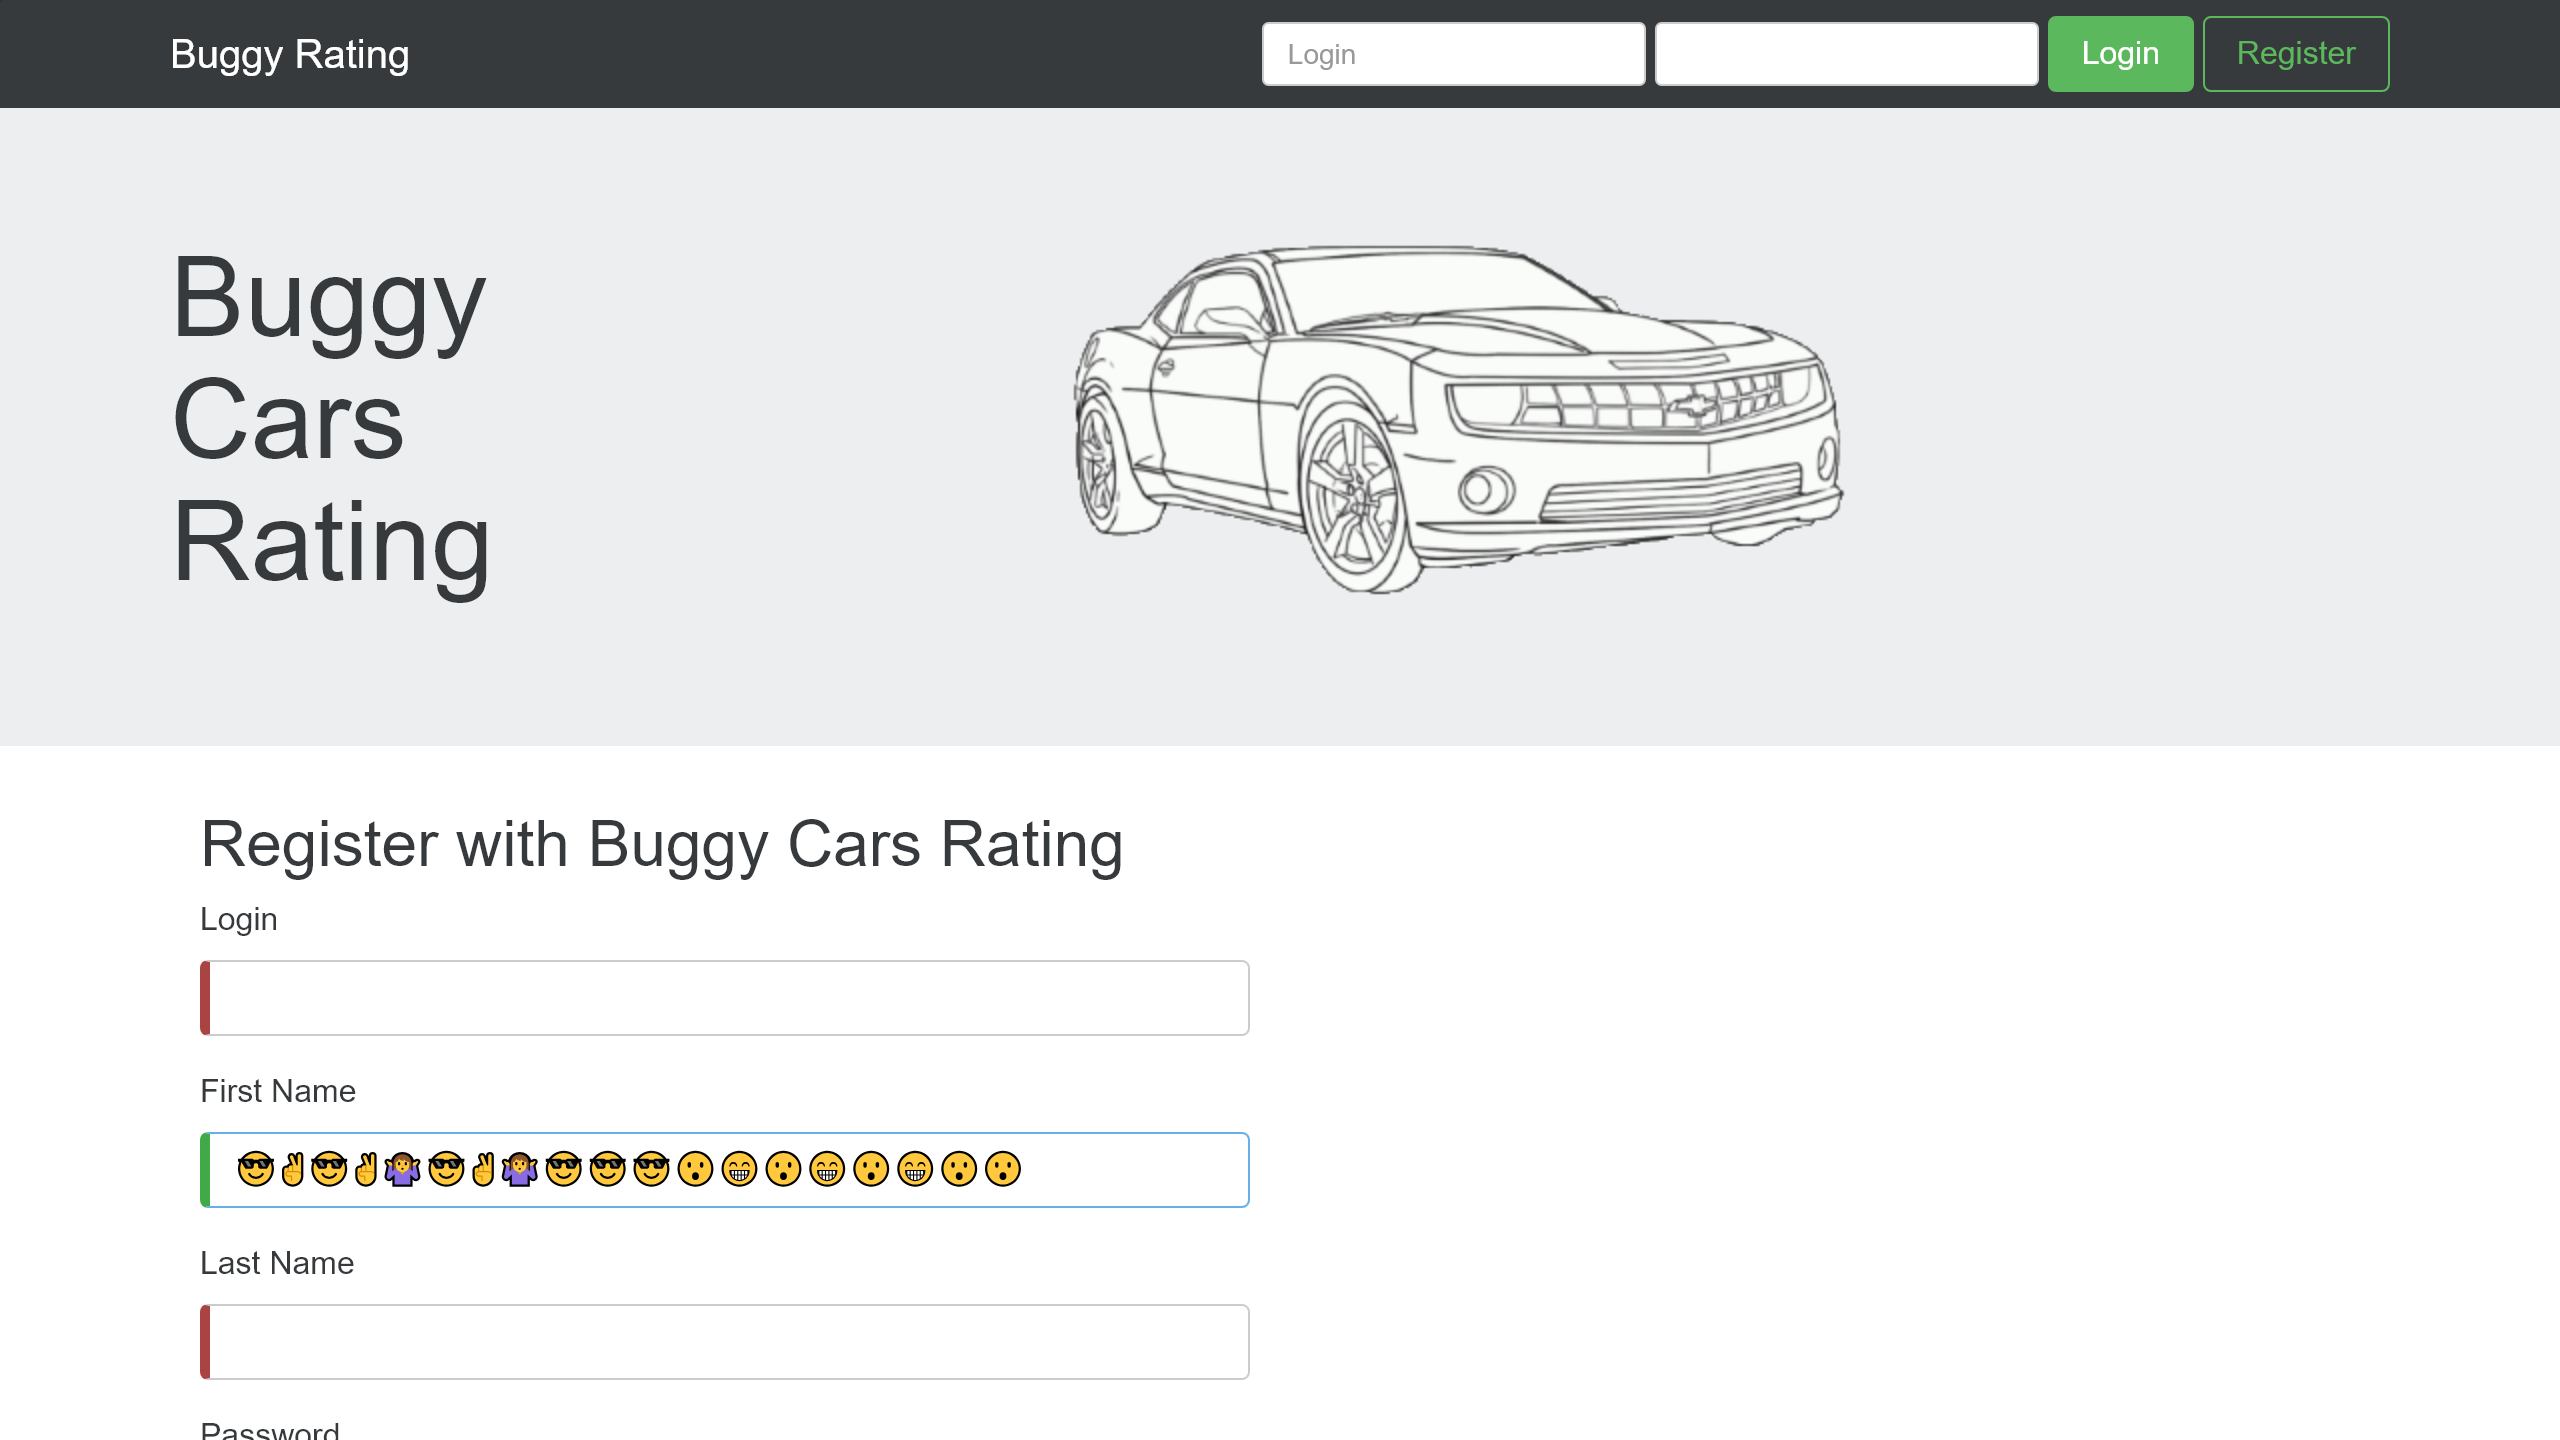 Buggy Rating
Login
Login
Register
Buggy
Cars
Rating
Register with Buggy Cars Rating
Login
First Name
😎✌😎✌🤷‍♀️😎✌🤷‍♀️😎😎😎😮😁😮😁😮😁😮😮
Last Name
Password